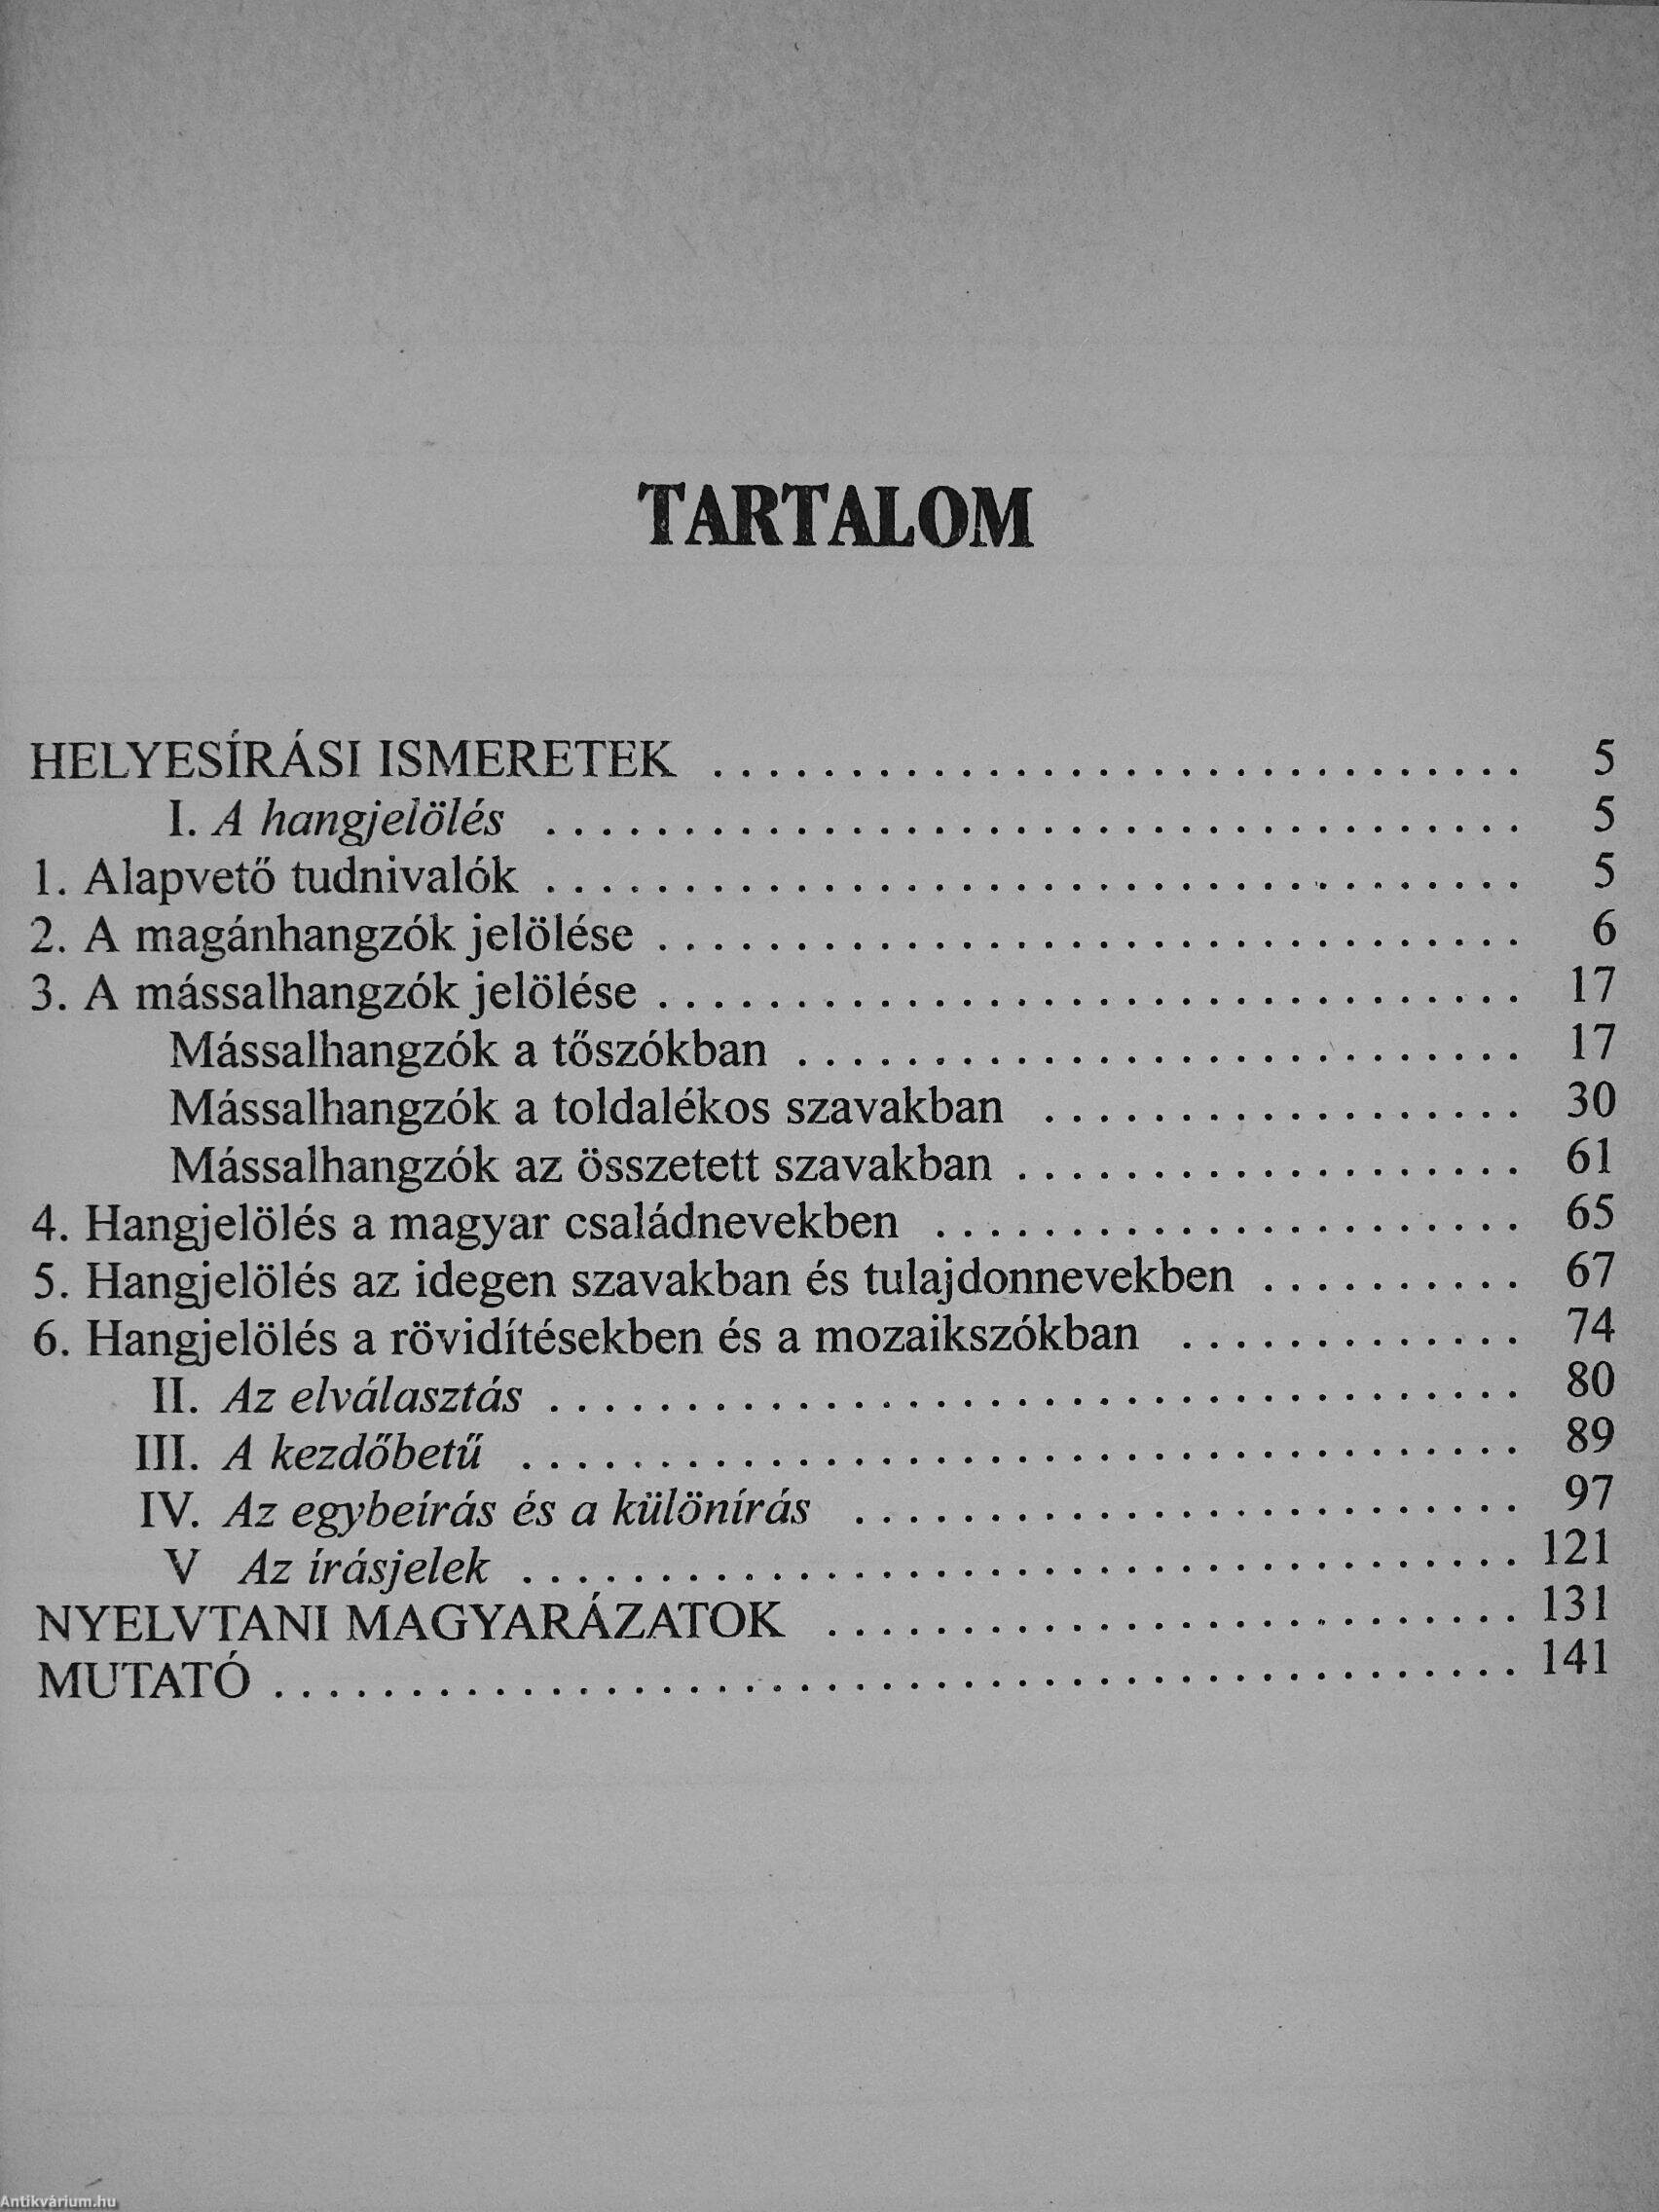 TARTALOM
HELYESÍRÁSI ISMERETEK . . . . . . . . . . . . . . . . . . . . . . . . . . . . . . 5
I. A hangjelölés . . . . . . . . . . . . . . . . . . . . . . . . . . . . . . . . . . . . 5
1. Alapvető tudnivalók . . . . . . . . . . . . . . . . . . . . . . . . . . . . . . . . . . . . 5
2. A magánhangzók jelölése . . . . . . . . . . . . . . . . . . . . . . . . . . . . . . . . 6
3. A mássalhangzók jelölése . . . . . . . . . . . . . . . . . . . . . . . . . . . . . . . . 17
Mássalhangzók a tőszókban . . . . . . . . . . . . . . . . . . . . . . . . . . . 17
Mássalhangzók a toldalékos szavakban . . . . . . . . . . . . . . . . . . 30
Mássalhangzók az összetett szavakban . . . . . . . . . . . . . . . . . . . 61
4. Hangjelölés a magyar családnevekben . . . . . . . . . . . . . . . . . . . . . . 65
5. Hangjelölés az idegen szavakban és tulajdonnevekben . . . . . . . . . . 67
6. Hangjelölés a rövidítésekben és a mozaikszókban . . . . . . . . . . . . . 74
II. Az elválasztás . . . . . . . . . . . . . . . . . . . . . . . . . . . . . . . . . . . . 80
III. A kezdőbetű . . . . . . . . . . . . . . . . . . . . . . . . . . . . . . . . . . . . . 89
IV. Az egybeírás és a különírás . . . . . . . . . . . . . . . . . . . . . . . . . 97
V Az írásjelek . . . . . . . . . . . . . . . . . . . . . . . . . . . . . . . . . . . . . 121
NYELVTANI MAGYARÁZATOK . . . . . . . . . . . . . . . . . . . . . . . . . . 131
MUTATÓ . . . . . . . . . . . . . . . . . . . . . . . . . . . . . . . . . . . . . . . . . . . . . . 141
Antikvárium.hu